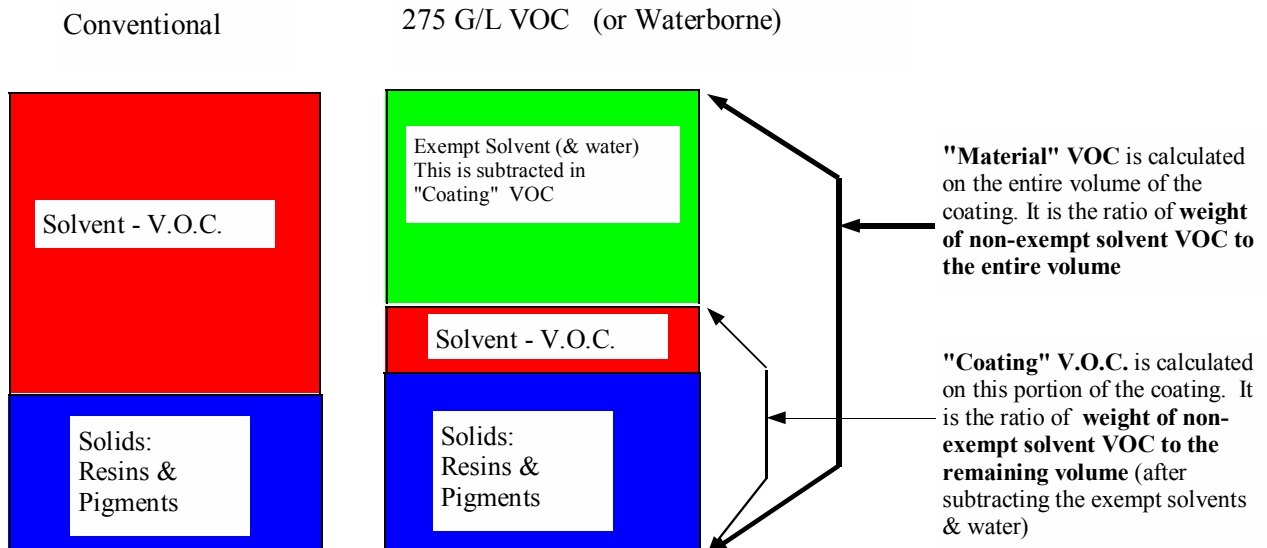 Conventional
275 G/L VOC (or Waterborne)
Solvent - V.O.C.
Solids:
Resins &
Pigments
Exempt Solvent (& water)
This is subtracted in
"Coating" VOC
Solvent - V.O.C.
Solids:
Resins &
Pigments
"Material" VOC is calculated
on the entire volume of the
coating. It is the ratio of weight
of non-exempt solvent VOC to
the entire volume
"Coating" V.O.C. is calculated
on this portion of the coating. It
is the ratio of weight of non-
exempt solvent VOC to the
remaining volume (after
subtracting the exempt solvents
& water)